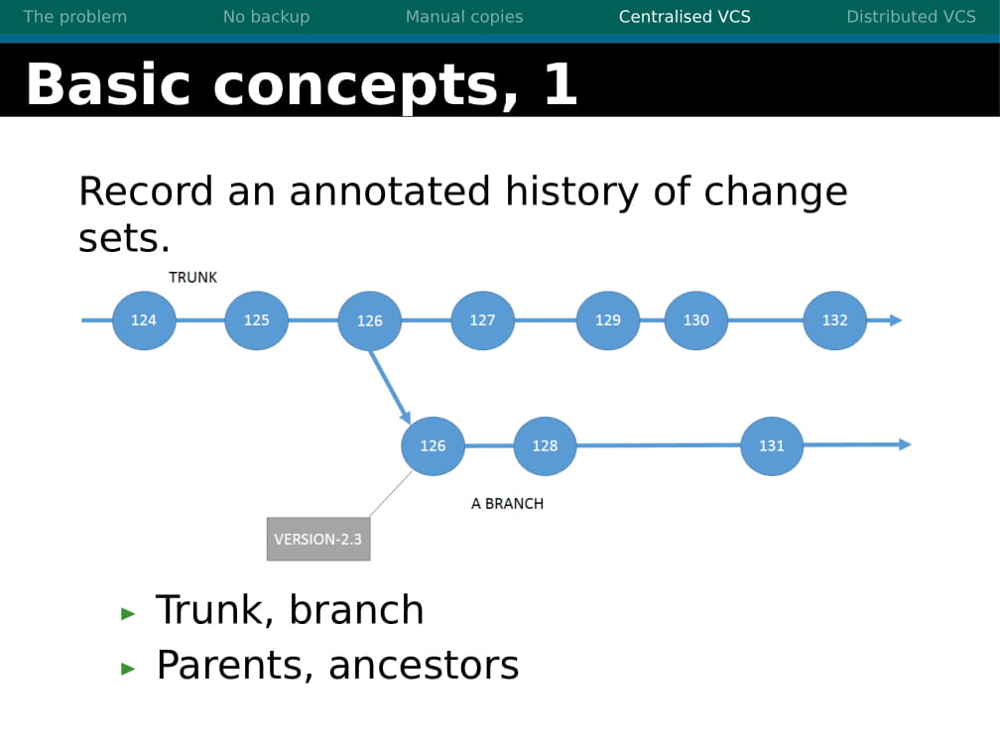 The problem No backup Manual copies Centralised VCS Distributed VCS
Basic concepts, 1
Record an annotated history of change
sets.
TRUNK
124 125 126 127 129 130 132
126 128 131
A BRANCH
VERSION-2.3
Trunk, branch
Parents, ancestors